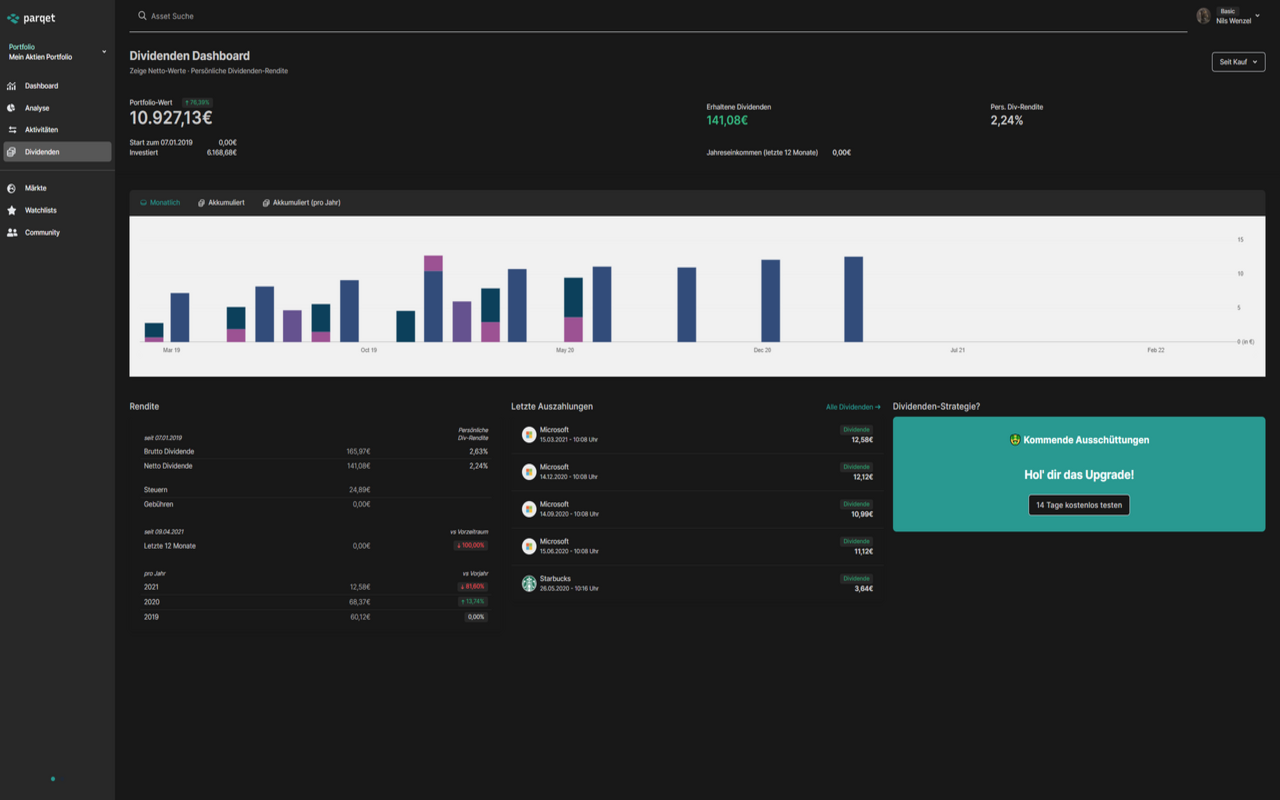 parqet
Asset Suche
Basic
Nils Wenzel
Portfolio
Mein Aktien Portfolio
Dashboard
Analyse
Aktivitäten
Dividenden
Märkte
Watchlists
Community
Dividenden Dashboard
Zeige Netto-Werte · Persönliche Dividenden-Rendite
Seit Kauf
Portfolio-Wert ↑ 76,39%
10.927,13€
Start zum 07.01.2019 0,00€
Investiert 6.168,68€
Erhaltene Dividenden
141,08€
Jahreseinkommen (letzte 12 Monate) 0,00€
Pers. Div-Rendite
2,24%
Monatlich Akkumuliert Akkumuliert (pro Jahr)
15
10
5
0 (in €)
Mar 19 Oct 19 May 20 Dec 20 Jul 21 Feb 22
Rendite
seit 07.01.2019 Persönliche Div-Rendite
Brutto Dividende 165,97€ 2,63%
Netto Dividende 141,08€ 2,24%
Steuern 24,89€
Gebühren 0,00€
seit 09.04.2021 vs Vorzeitraum
Letzte 12 Monate 0,00€ ↓ 100,00%
pro Jahr vs Vorjahr
2021 12,58€ ↓ 81,60%
2020 68,37€ ↑ 13,74%
2019 60,12€ 0,00%
Letzte Auszahlungen Alle Dividenden →
Microsoft Dividende
15.03.2021 - 10:08 Uhr 12,58€
Microsoft Dividende
14.12.2020 - 10:08 Uhr 12,12€
Microsoft Dividende
14.09.2020 - 10:08 Uhr 10,99€
Microsoft Dividende
15.06.2020 - 10:08 Uhr 11,12€
Starbucks Dividende
26.05.2020 - 10:16 Uhr 3,64€
Dividenden-Strategie?
🤑 Kommende Ausschüttungen
Hol' dir das Upgrade!
14 Tage kostenlos testen